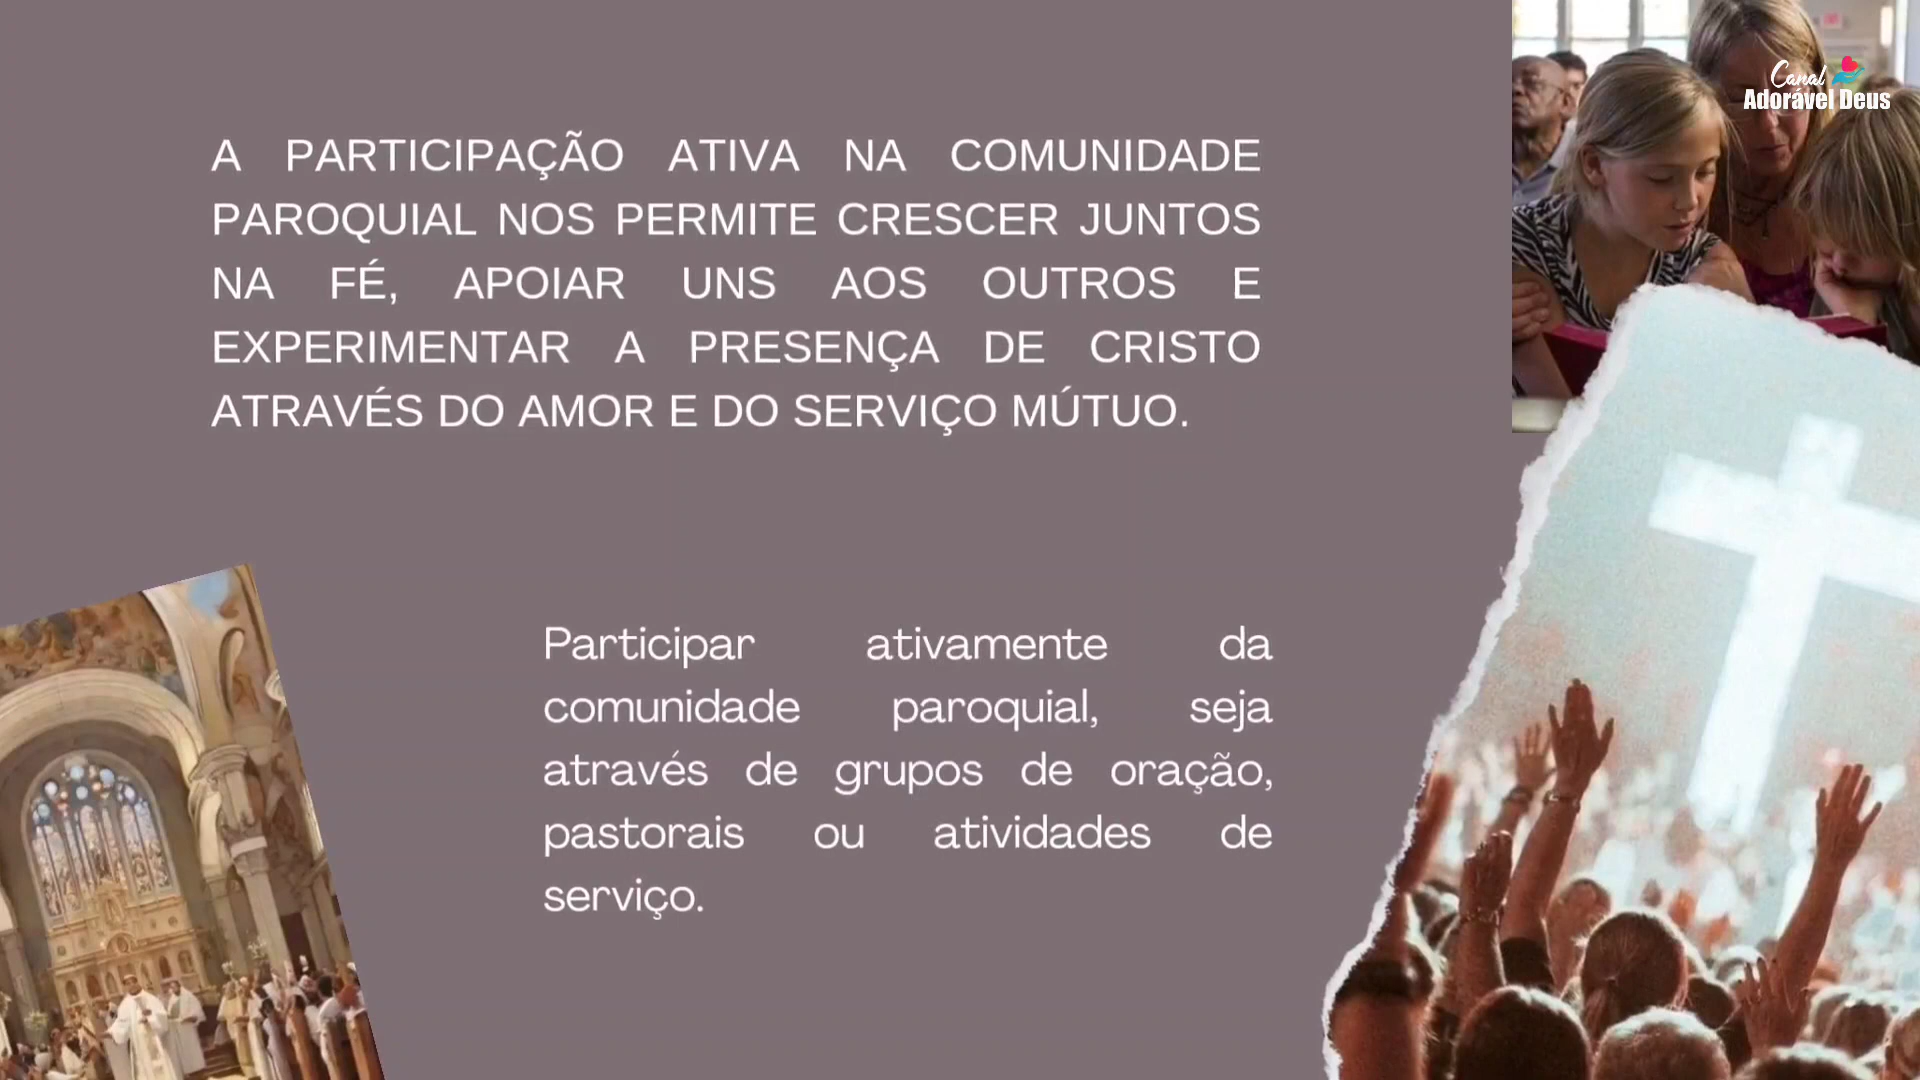 Canal
Adorável Deus
A PARTICIPAÇÃO ATIVA NA COMUNIDADE
PAROQUIAL NOS PERMITE CRESCER JUNTOS
NA FÉ, APOIAR UNS AOS OUTROS E
EXPERIMENTAR A PRESENÇA DE CRISTO
ATRAVÉS DO AMOR E DO SERVIÇO MÚTUO.
Participar ativamente da
comunidade paroquial, seja
através de grupos de oração,
pastorais ou atividades de
serviço.